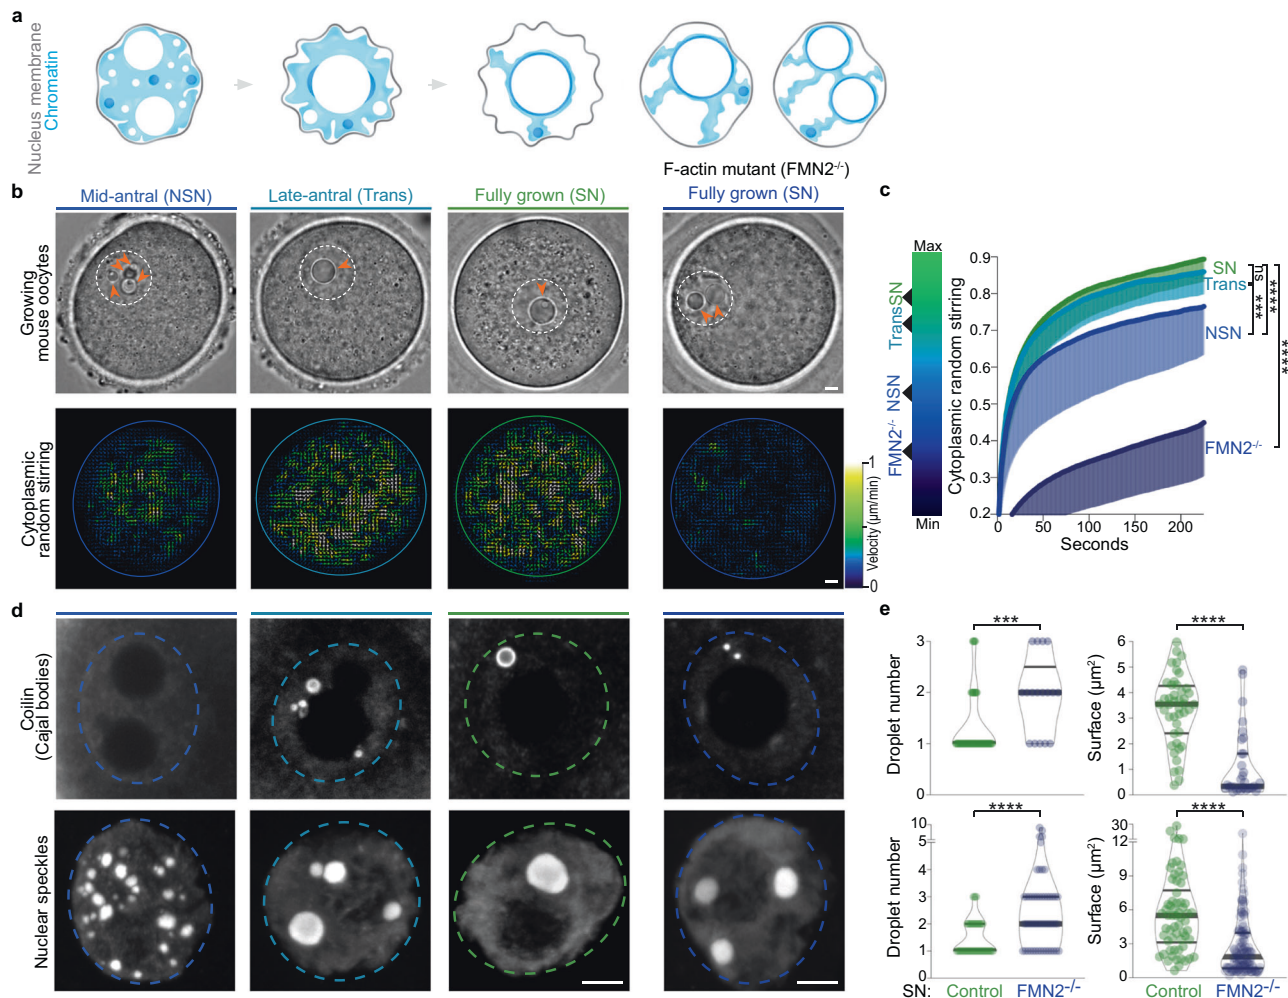 a
Nucleus membrane
Chromatin
F-actin mutant (FMN2-/-)
b
Mid-antral (NSN)
Late-antral (Trans)
Fully grown (SN)
Fully grown (SN)
Growing
mouse oocytes
Cytoplasmic
random stirring
1
Velocity (µm/min)
0
c
Max
SN
Trans
NSN
FMN2-/-
Min
Cytoplasmic random stirring
0.9
0.8
0.7
0.6
0.5
0.4
0.3
0.2
0
50
100
150
200
Seconds
SN
Trans
NSN
FMN2-/-
ns
***
****
****
d
Coilin
(Cajal bodies)
Nuclear speckles
e
***
Droplet number
3
2
1
0
****
Surface (µm2)
6
5
4
3
2
1
0
****
Droplet number
10
5
4
3
2
1
0
****
Surface (µm2)
30
12
9
6
3
0
SN:
Control
FMN2-/-
Control
FMN2-/-